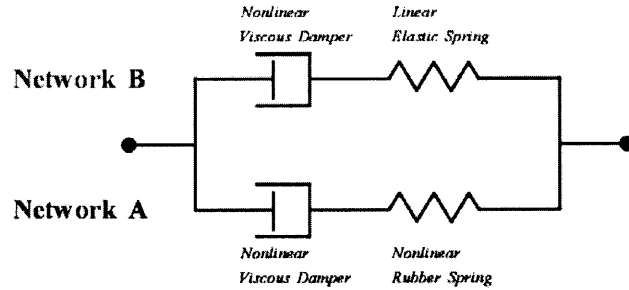 Nonlinear Linear
Viscous Damper Elastic Spring
Network B
Network A
Nonlinear Nonlinear
Viscous Damper Rubber Spring